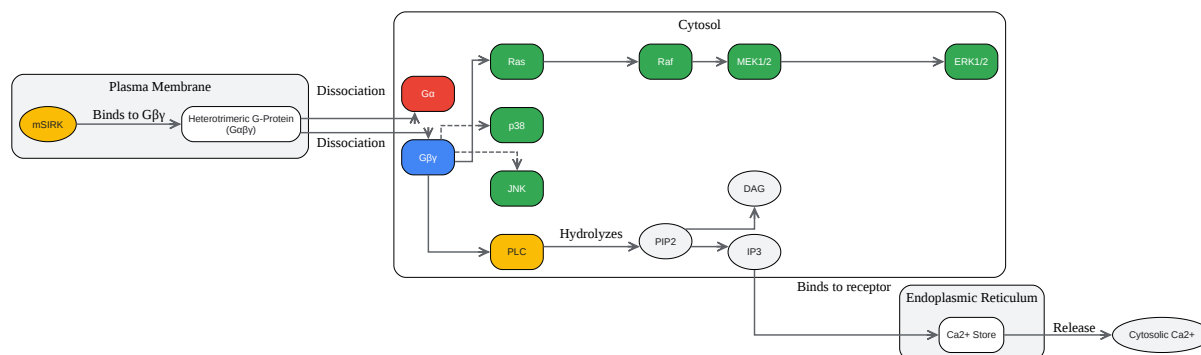 Cytosol
Ras
Raf
MEK1/2
ERK1/2
Plasma Membrane
Dissociation
Gα
mSIRK
Binds to Gβγ
Heterotrimeric G-Protein
(Gαβγ)
p38
Dissociation
Gβγ
JNK
DAG
PLC
Hydrolyzes
PIP2
IP3
Binds to receptor
Endoplasmic Reticulum
Ca2+ Store
Release
Cytosolic Ca2+